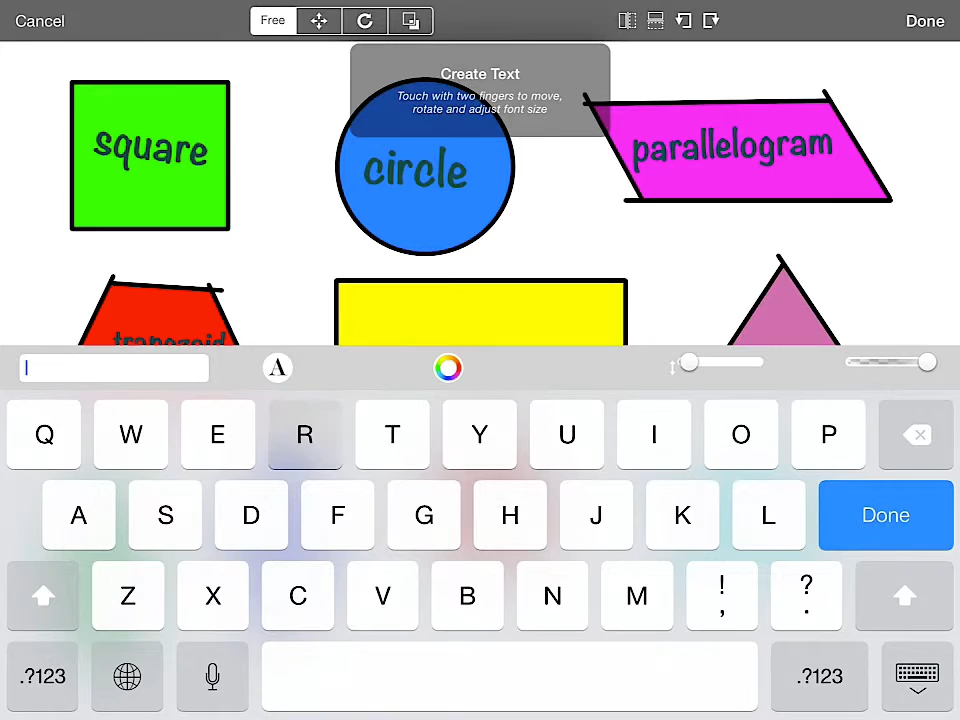 Cancel
Free
Done
Create Text
Touch with two fingers to move,
rotate and adjust font size
square
circle
parallelogram
trapezoid
A
Q W E R T Y U I O P
A S D F G H J K L Done
Z X C V B N M ! , ? .
.?123 .?123